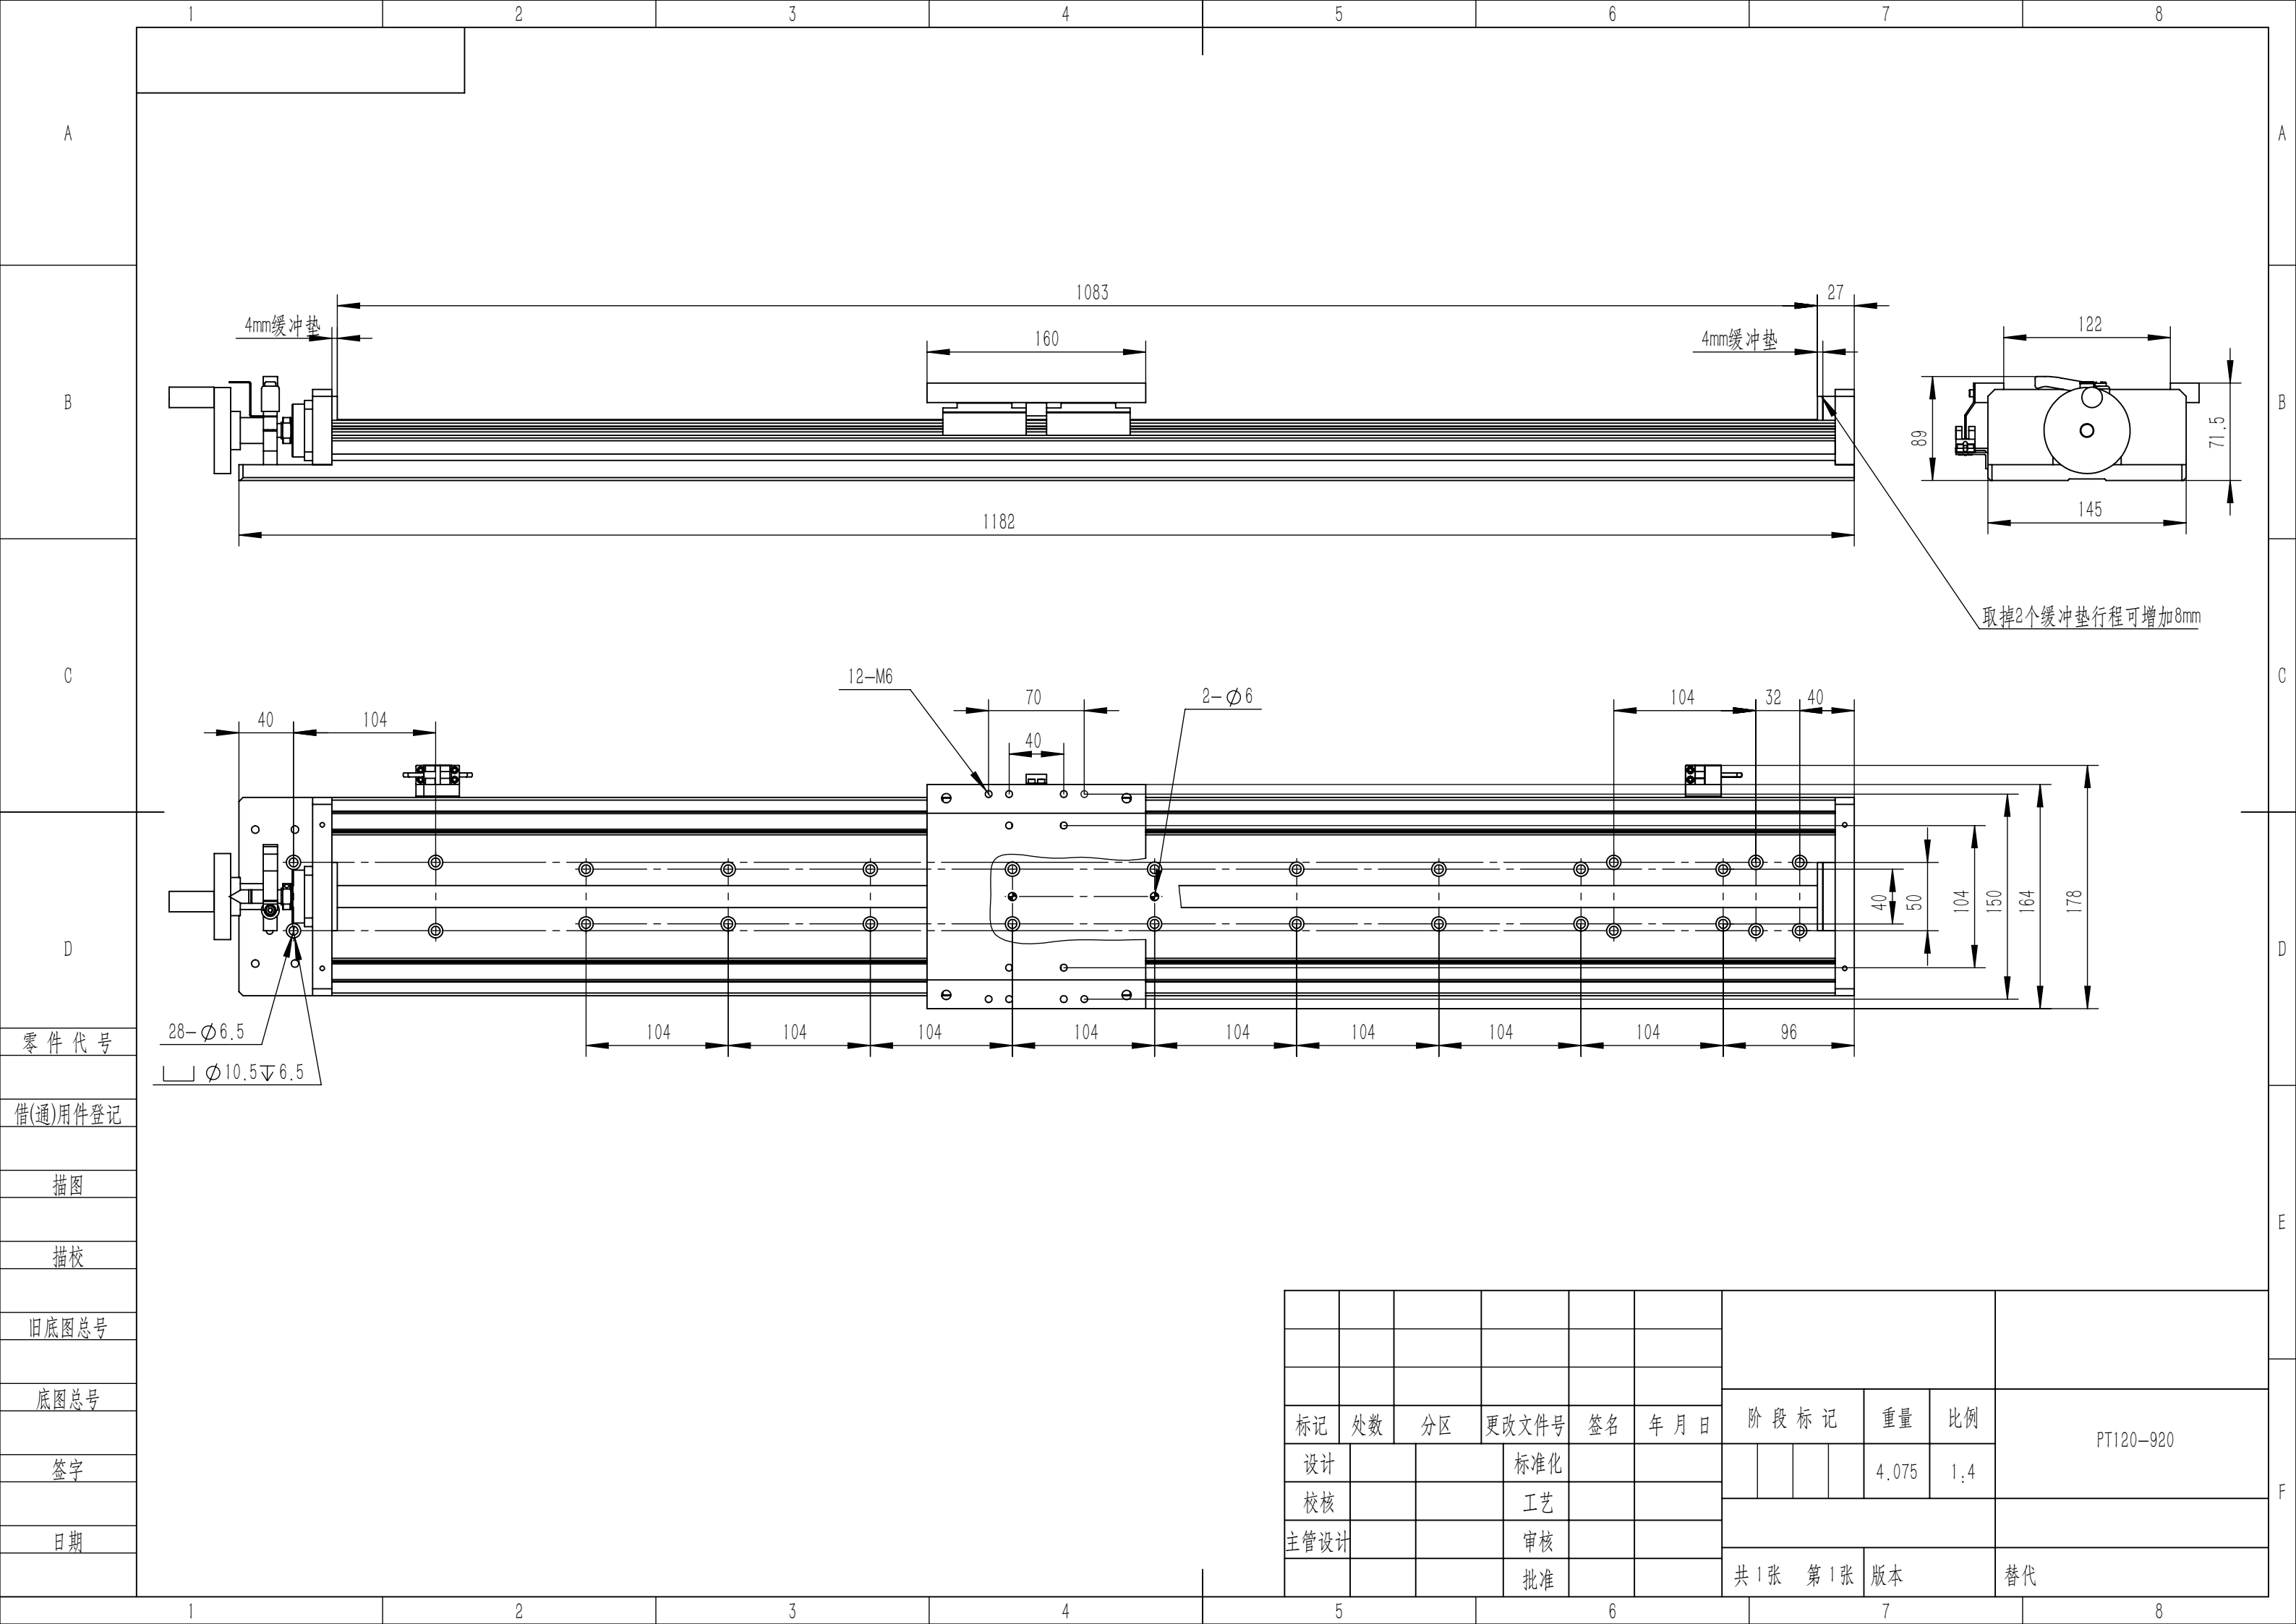 1 2 3 4 5 6 7 8
A A
1083 27
4mm缓冲垫 160 4mm缓冲垫 122
B B
89 71.5
1182 145
取掉2个缓冲垫行程可增加8mm
C C
12-M6 70 2-Ø6 104 32 40
40 104 40
40 50 104 150 164 178
D D
28-Ø6.5 104 104 104 104 104 104 104 104 96
⌴ Ø10.5↧6.5
零件代号
借(通)用件登记
描图
E
描校
旧底图总号
底图总号
标记 处数 分区 更改文件号 签名 年月日 阶段标记 重量 比例
PT120-920
设计 标准化 4.075 1:4
签字
校核 工艺
F
主管设计 审核
日期
批准 共1张 第1张 版本 替代
1 2 3 4 5 6 7 8